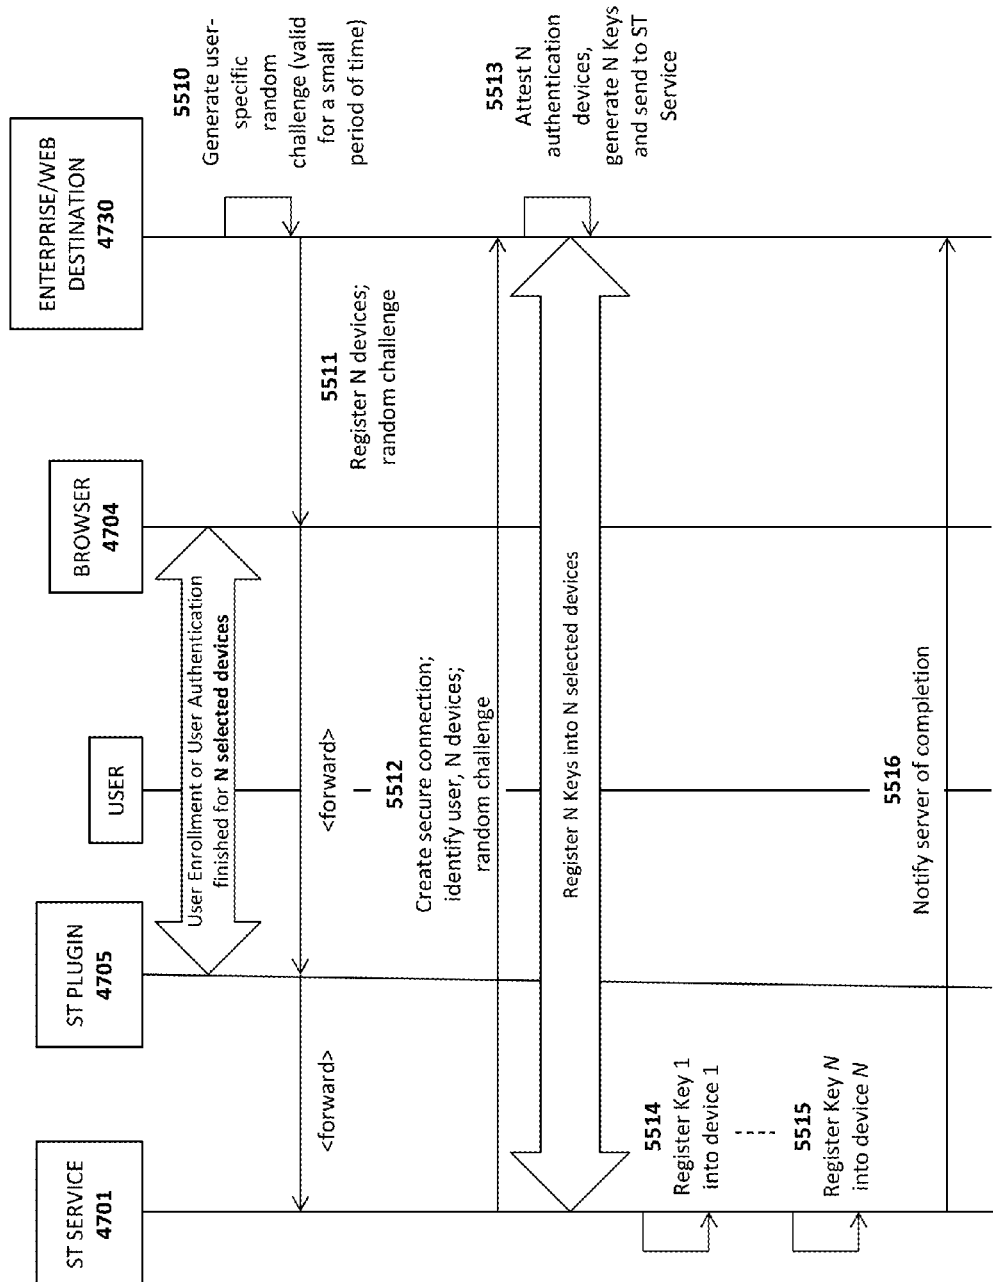 ST SERVICE
4701
ST PLUGIN
4705
USER
BROWSER
4704
ENTERPRISE/WEB
DESTINATION
4730
User Enrollment or User Authentication
finished for N selected devices
5510
Generate user-
specific
random
challenge (valid
for a small
period of time)
5511
Register N devices;
random challenge
<forward>
<forward>
5512
Create secure connection;
identify user, N devices;
random challenge
5513
Attest N
authentication
devices,
generate N Keys
and send to ST
Service
Register N Keys into N selected devices
5514
Register Key 1
into device 1
5515
Register Key N
into device N
5516
Notify server of completion